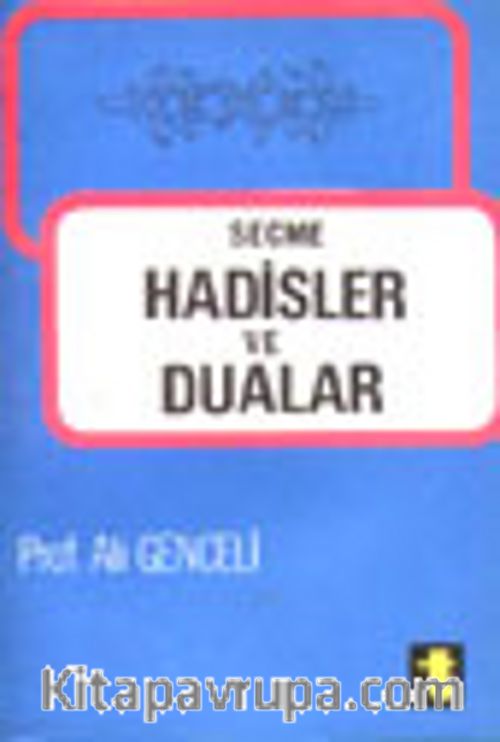 SEÇME
HADİSLER
VE
DUALAR
Prof. Ali GENCELİ
Kitapavrupa.com